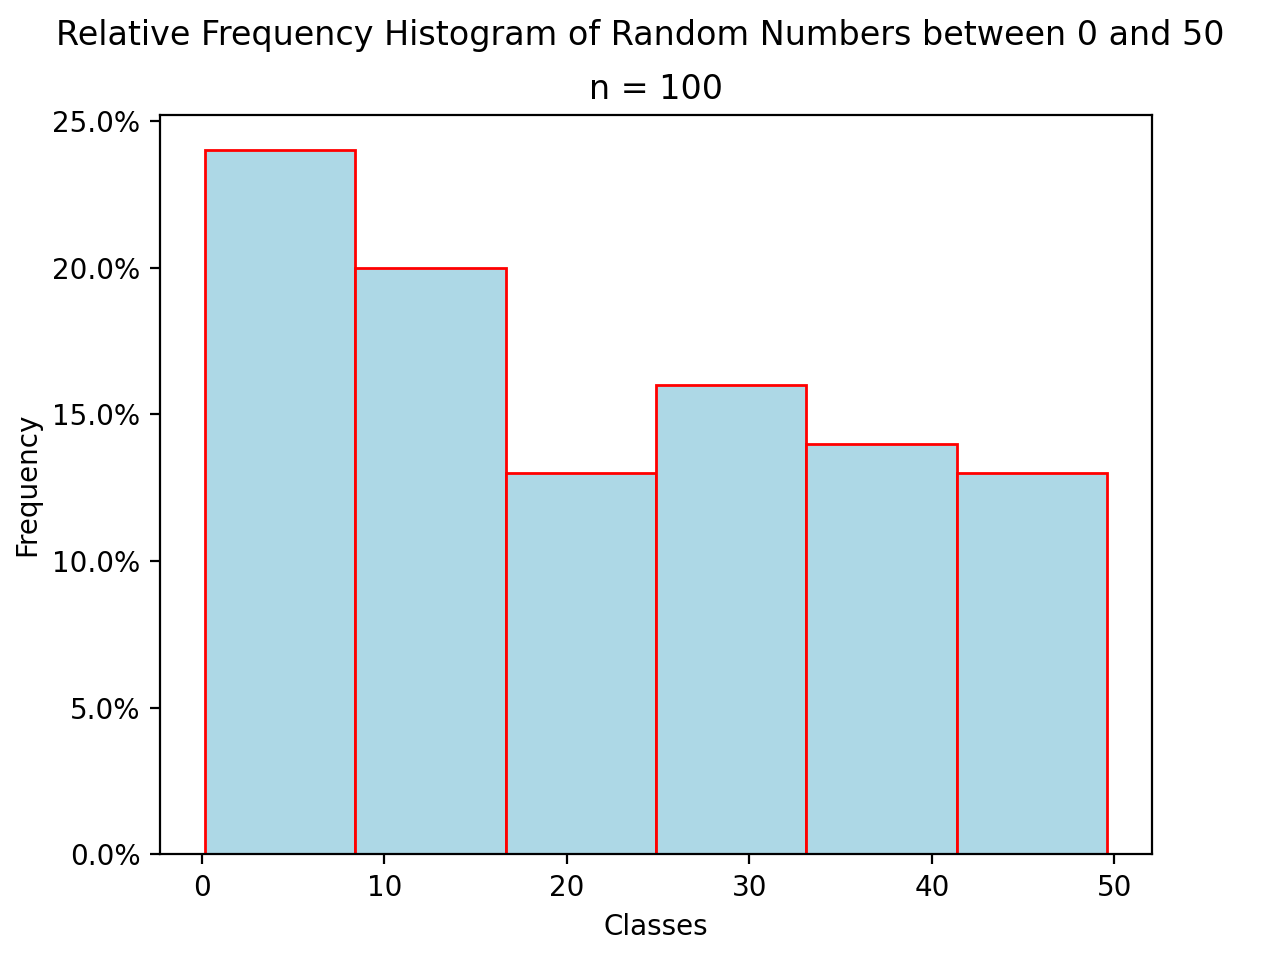 Relative Frequency Histogram of Random Numbers between 0 and 50
n = 100
25.0%
20.0%
15.0%
10.0%
5.0%
0.0%
Frequency
0 10 20 30 40 50
Classes